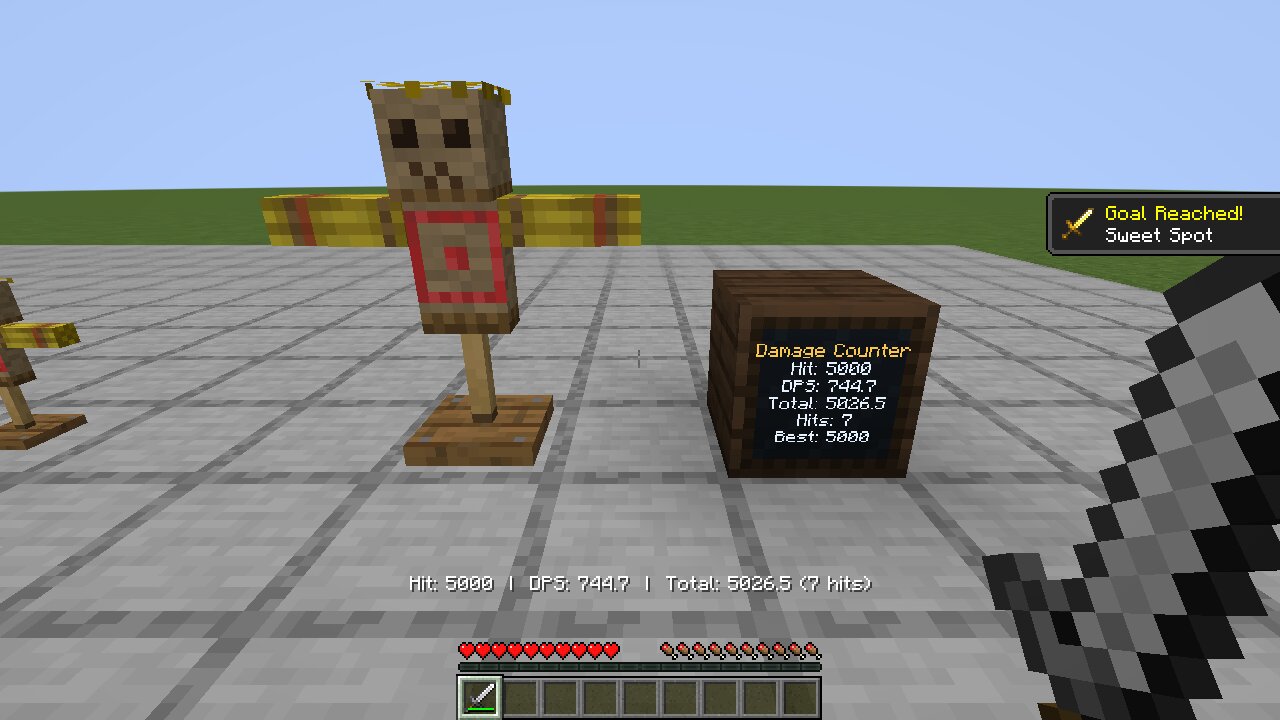 Goal Reached!
Sweet Spot
Damage Counter
Hit: 5000
DPS: 744.7
Total: 5026.5
Hits: 7
Best: 5000
Hit: 5000 | DPS: 744.7 | Total: 5026.5 (7 hits)